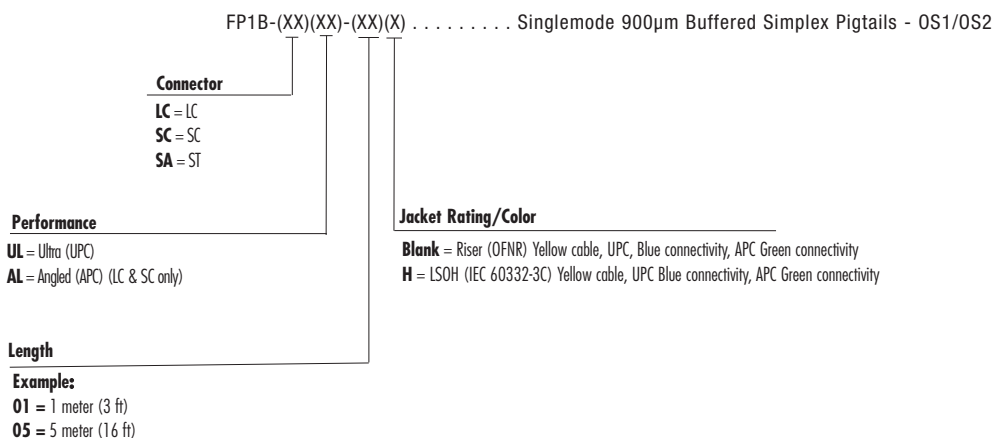 FP1B-(XX)(XX)-(XX)(X) . . . . . . . . . Singlemode 900µm Buffered Simplex Pigtails - OS1/OS2
Connector
LC = LC
SC = SC
SA = ST
Performance
UL = Ultra (UPC)
AL = Angled (APC) (LC & SC only)
Jacket Rating/Color
Blank = Riser (OFNR) Yellow cable, UPC, Blue connectivity, APC Green connectivity
H = LSOH (IEC 60332-3C) Yellow cable, UPC Blue connectivity, APC Green connectivity
Length
Example:
01 = 1 meter (3 ft)
05 = 5 meter (16 ft)